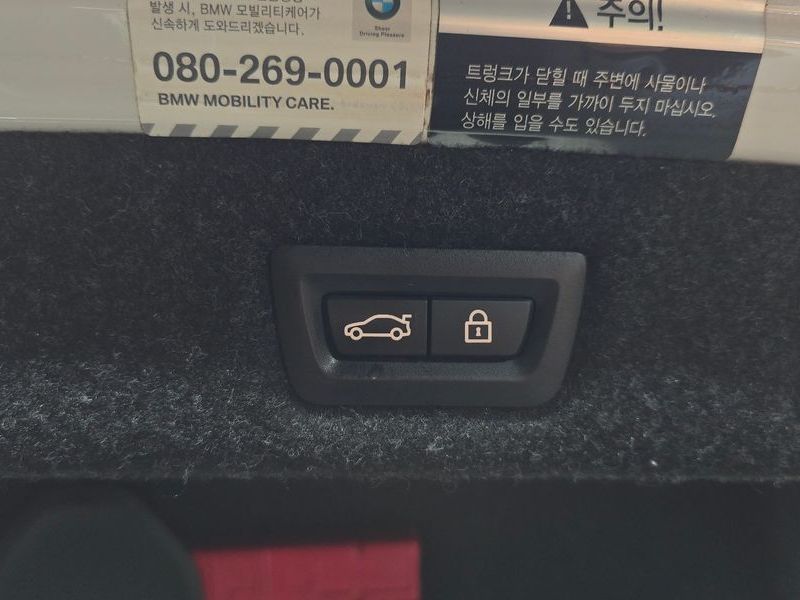 발생 시, BMW 모빌리티케어가
신속하게 도와드리겠습니다.
080-269-0001
BMW MOBILITY CARE.
Sheer
Driving Pleasure
주의!
트렁크가 닫힐 때 주변에 사물이나
신체의 일부를 가까이 두지 마십시오.
상해를 입을 수도 있습니다.